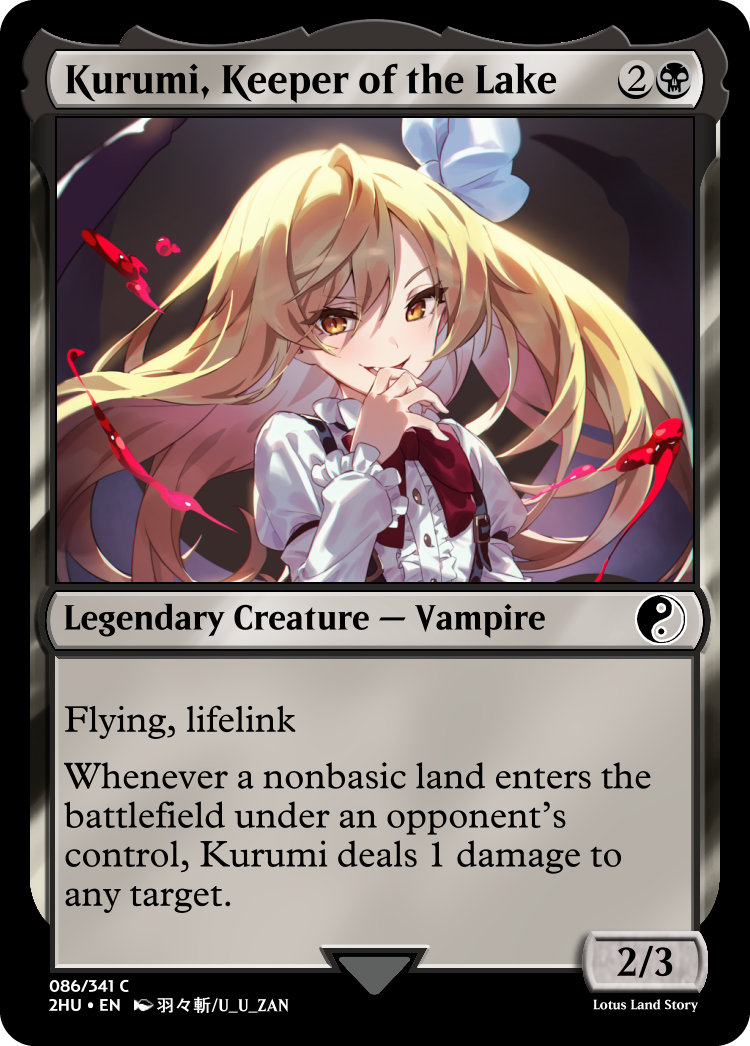 Kurumi, Keeper of the Lake 2
Legendary Creature — Vampire
Flying, lifelink
Whenever a nonbasic land enters the
battlefield under an opponent's
control, Kurumi deals 1 damage to
any target.
2/3
086/341 C
2HU • EN 羽々斬/U_U_ZAN
Lotus Land Story